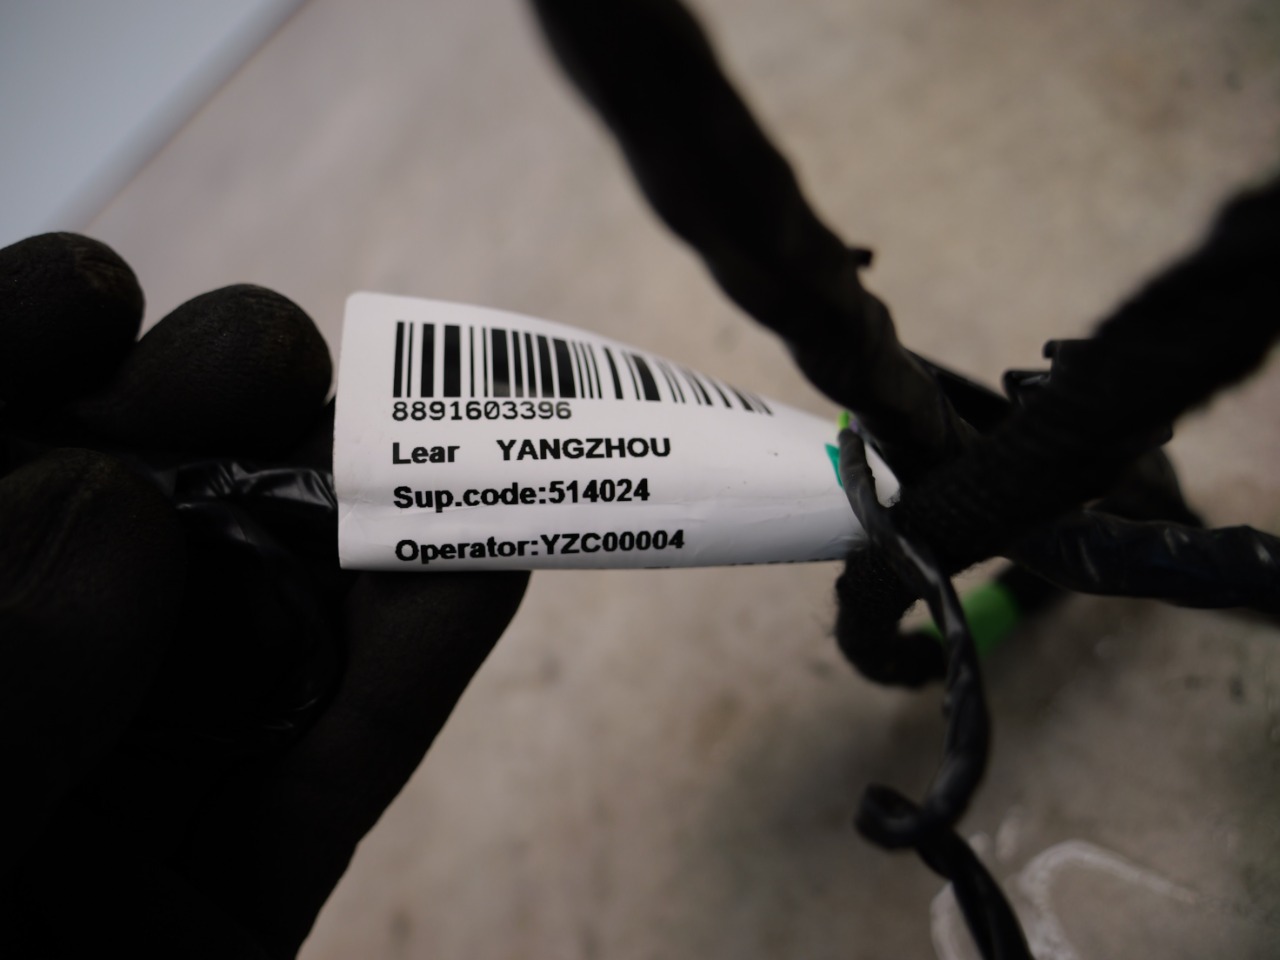 8891603396
Lear YANGZHOU
Sup.code:514024
Operator:YZC00004